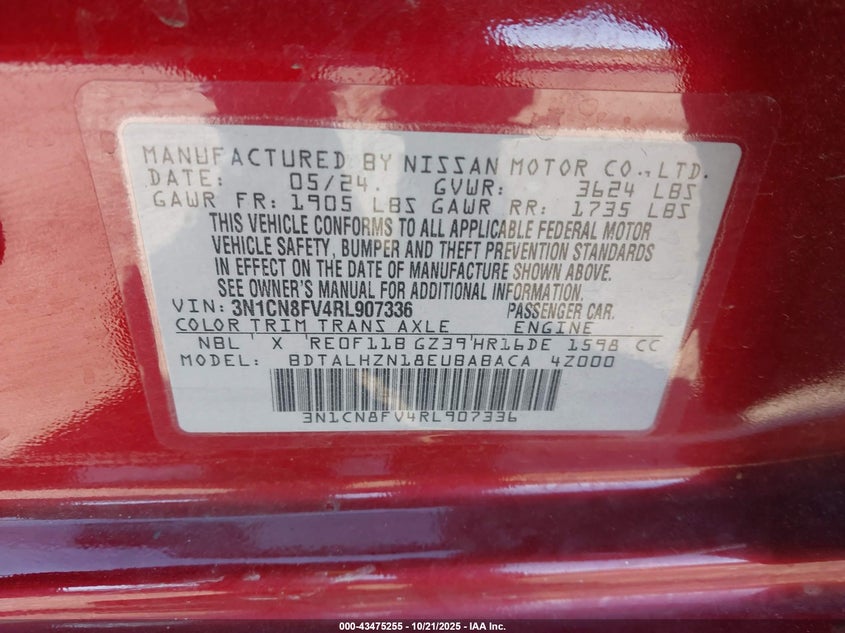 MANUFACTURED BY NISSAN MOTOR CO.,LTD.
DATE: 05/24. GVWR: 3624 LBS
GAWR FR: 1905 LBS GAWR RR: 1735 LBS
THIS VEHICLE CONFORMS TO ALL APPLICABLE FEDERAL MOTOR
VEHICLE SAFETY, BUMPER AND THEFT PREVENTION STANDARDS
IN EFFECT ON THE DATE OF MANUFACTURE SHOWN ABOVE.
SEE OWNER'S MANUAL FOR ADDITIONAL INFORMATION.
VIN: 3N1CN8FV4RL907336 PASSENGER CAR.
COLOR TRIM TRANS AXLE ENGINE
NBL' X 'RE0F11B GZ39'HR16DE 1598 CC
MODEL: BDTALHZN18EUBABACA 4Z000
3N1CN8FV4RL907336
000-43475255 - 10/21/2025 - IAA Inc.